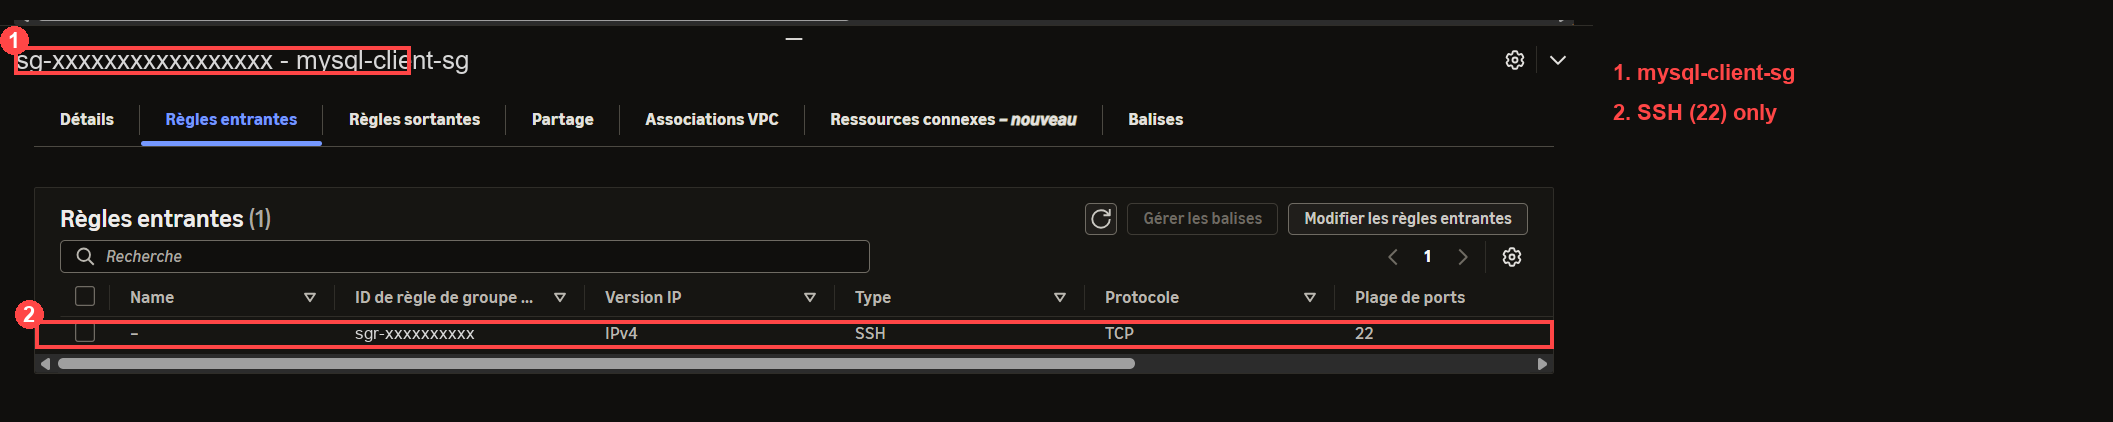 1
sg-xxxxxxxxxxxxxxxxx - mysql-client-sg
1. mysql-client-sg
2. SSH (22) only
Détails Règles entrantes Règles sortantes Partage Associations VPC Ressources connexes – nouveau Balises
Règles entrantes (1)
Gérer les balises Modifier les règles entrantes
Recherche
1
Name ID de règle de groupe ... Version IP Type Protocole Plage de ports
2
– sgr-xxxxxxxxxx IPv4 SSH TCP 22